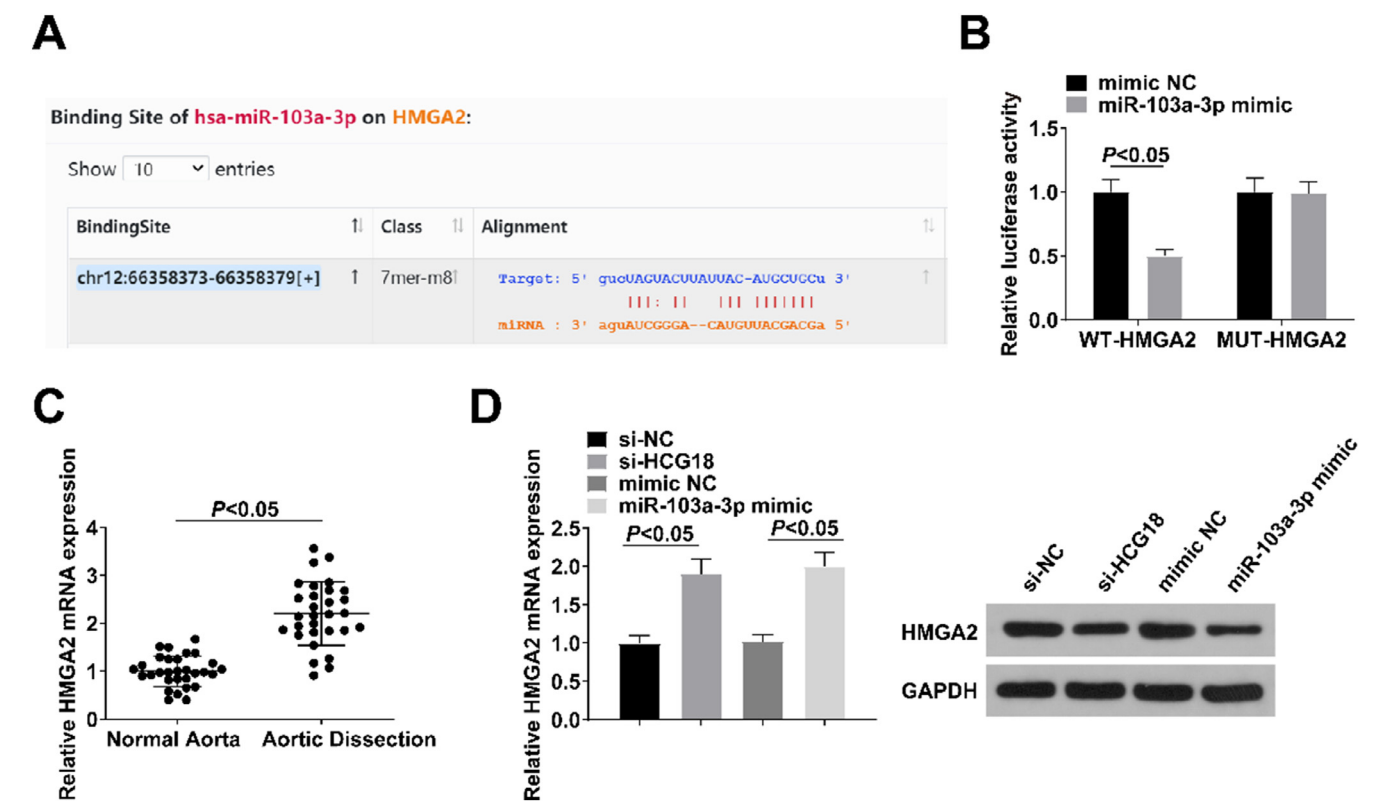 A
Binding Site of hsa-miR-103a-3p on HMGA2:
Show 10 entries
BindingSite Class Alignment
chr12:66358373-66358379[+] 7mer-m8
Target: 5' gucUAGUACUUAUUAC-AUGCUGCu 3'
miRNA : 3' aguAUCGGGA--CAUGUUACGACGa 5'
B
mimic NC
miR-103a-3p mimic
Relative luciferase activity
1.5
1.0
0.5
0.0
P<0.05
WT-HMGA2 MUT-HMGA2
C
Relative HMGA2 mRNA expression
4
3
2
1
0
P<0.05
Normal Aorta Aortic Dissection
D
si-NC
si-HCG18
mimic NC
miR-103a-3p mimic
Relative HMGA2 mRNA expression
2.5
2.0
1.5
1.0
0.5
0.0
P<0.05 P<0.05
si-NC
si-HCG18
mimic NC
miR-103a-3p mimic
HMGA2
GAPDH